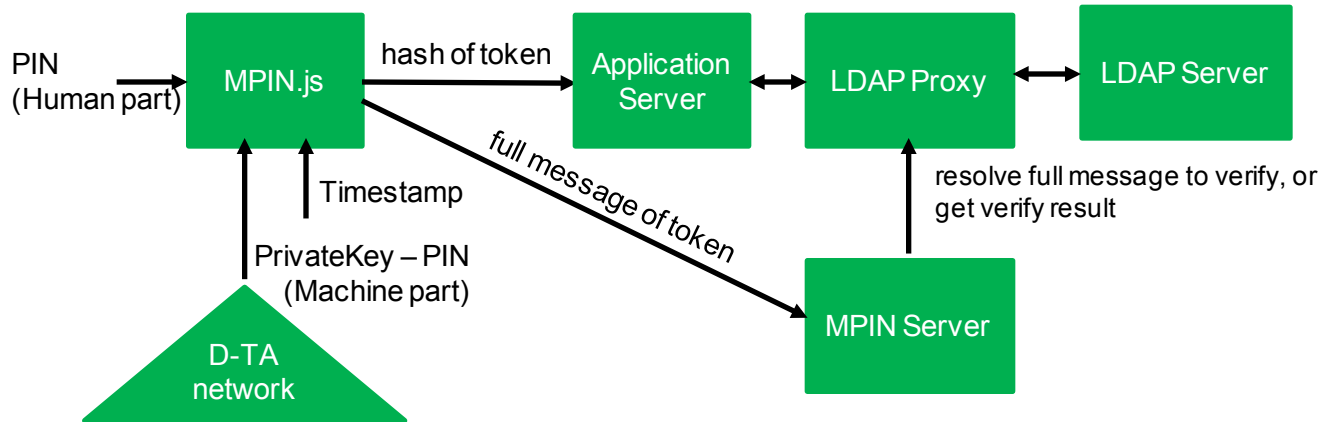 PIN
(Human part)
MPIN.js
hash of token
Application
Server
LDAP Proxy
LDAP Server
full message of token
Timestamp
PrivateKey – PIN
(Machine part)
resolve full message to verify, or
get verify result
MPIN Server
D-TA
network